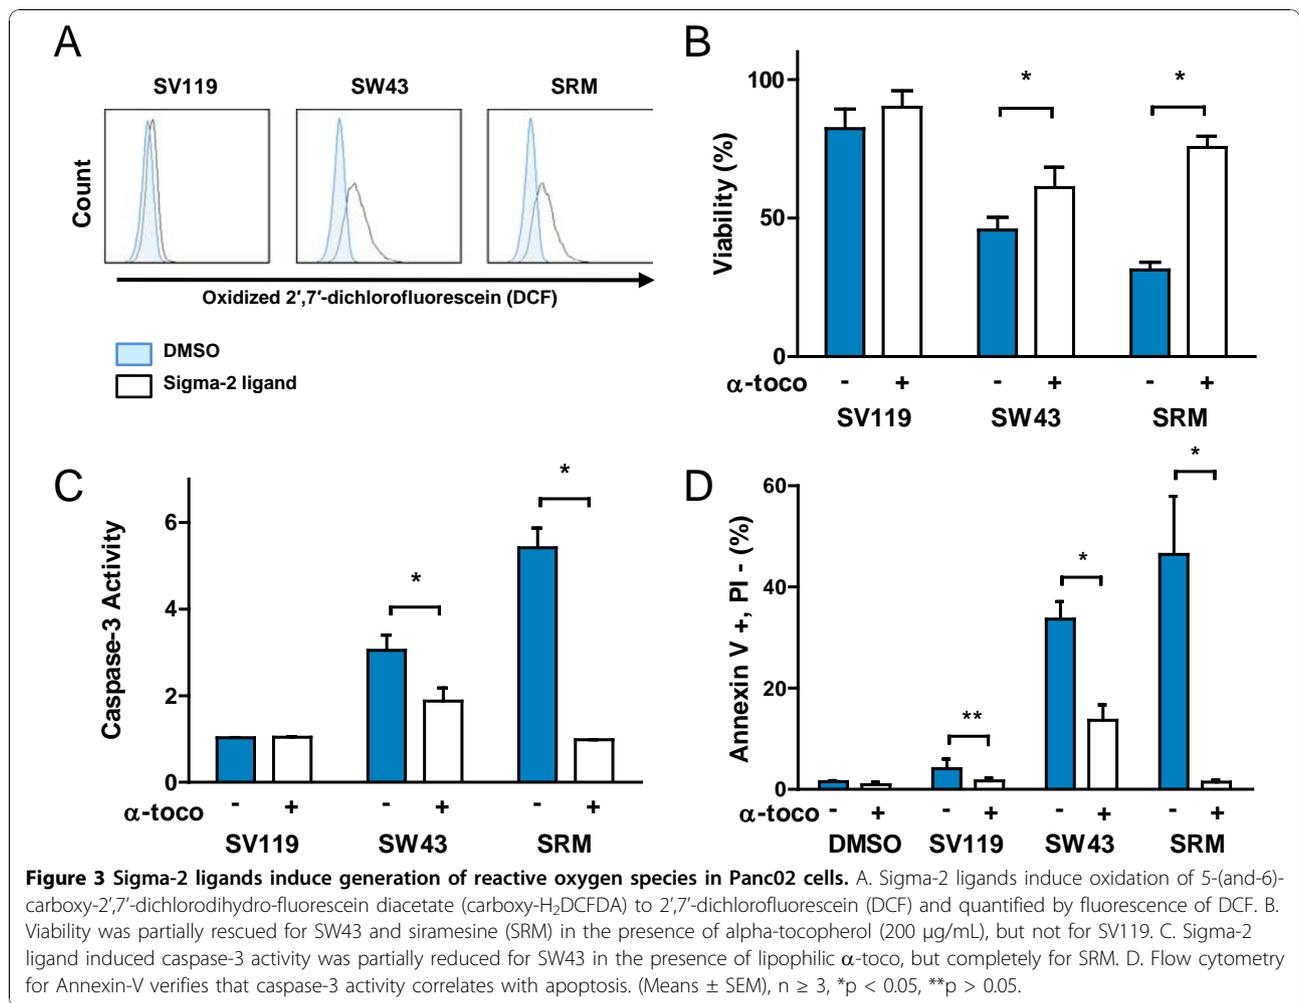 A
SV119 SW43 SRM
Count
Oxidized 2′,7′-dichlorofluorescein (DCF)
DMSO
Sigma-2 ligand
B
Viability (%)
100
50
0
* *
α-toco - + - + - +
SV119 SW43 SRM
C
Caspase-3 Activity
6
4
2
0
* *
α-toco - + - + - +
SV119 SW43 SRM
D
Annexin V +, PI - (%)
60
40
20
0
** * *
α-toco - + - + - + - +
DMSO SV119 SW43 SRM
Figure 3 Sigma-2 ligands induce generation of reactive oxygen species in Panc02 cells. A. Sigma-2 ligands induce oxidation of 5-(and-6)-
carboxy-2′,7′-dichlorodihydro-fluorescein diacetate (carboxy-H₂DCFDA) to 2′,7′-dichlorofluorescein (DCF) and quantified by fluorescence of DCF. B.
Viability was partially rescued for SW43 and siramesine (SRM) in the presence of alpha-tocopherol (200 μg/mL), but not for SV119. C. Sigma-2
ligand induced caspase-3 activity was partially reduced for SW43 in the presence of lipophilic α-toco, but completely for SRM. D. Flow cytometry
for Annexin-V verifies that caspase-3 activity correlates with apoptosis. (Means ± SEM), n ≥ 3, *p < 0.05, **p > 0.05.